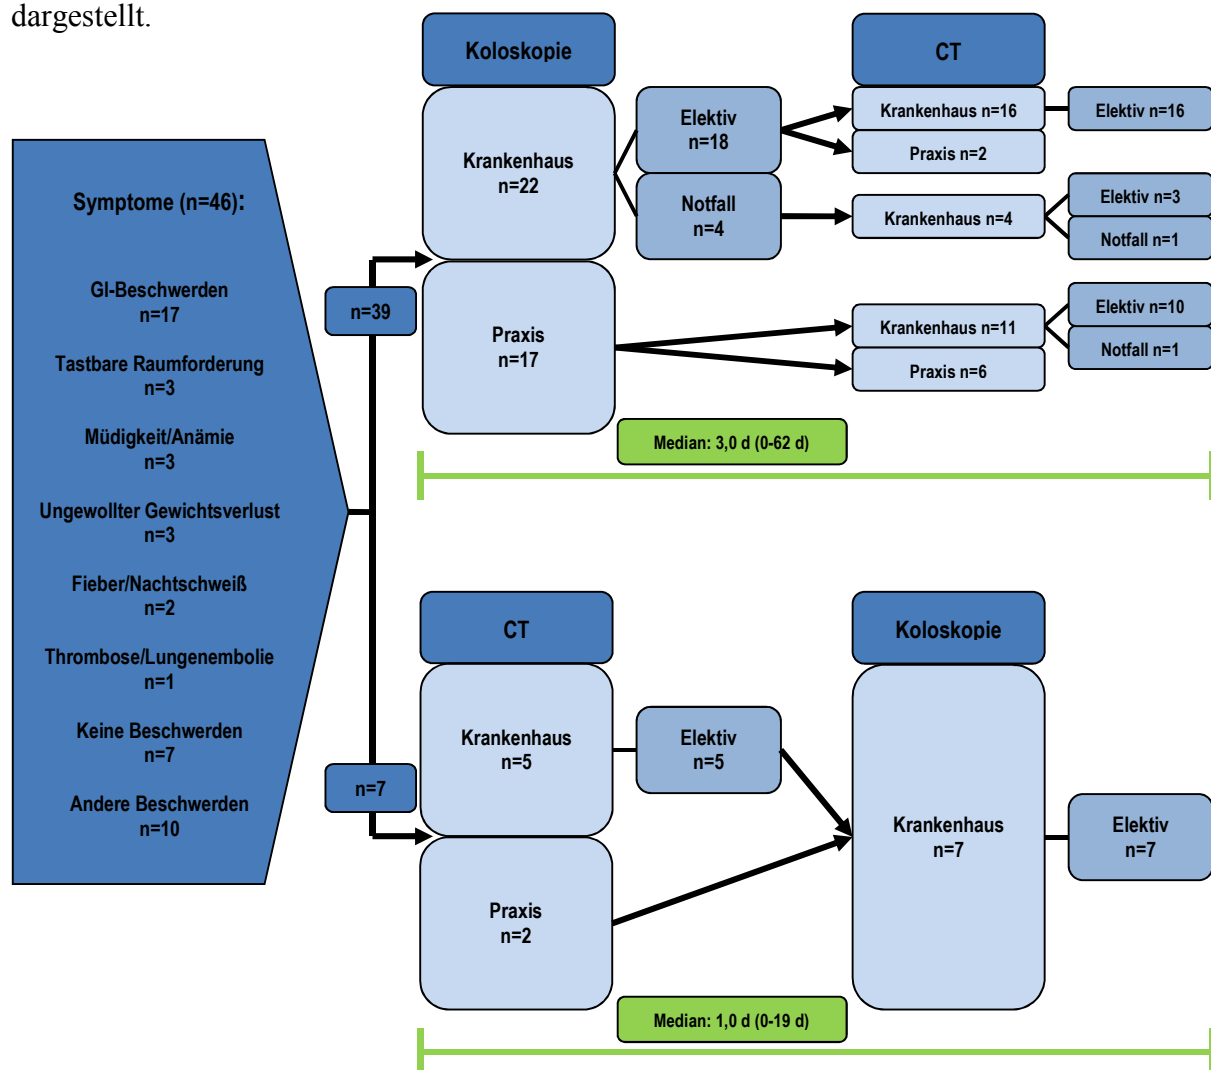 dargestellt.
Symptome (n=46):
GI-Beschwerden
n=17
Tastbare Raumforderung
n=3
Müdigkeit/Anämie
n=3
Ungewollter Gewichtsverlust
n=3
Fieber/Nachtschweiß
n=2
Thrombose/Lungenembolie
n=1
Keine Beschwerden
n=7
Andere Beschwerden
n=10
n=39
Koloskopie
Krankenhaus
n=22
Elektiv
n=18
Notfall
n=4
Praxis
n=17
CT
Krankenhaus n=16
Elektiv n=16
Praxis n=2
Krankenhaus n=4
Elektiv n=3
Notfall n=1
Krankenhaus n=11
Elektiv n=10
Notfall n=1
Praxis n=6
Median: 3,0 d (0-62 d)
n=7
CT
Krankenhaus
n=5
Elektiv
n=5
Praxis
n=2
Koloskopie
Krankenhaus
n=7
Elektiv
n=7
Median: 1,0 d (0-19 d)